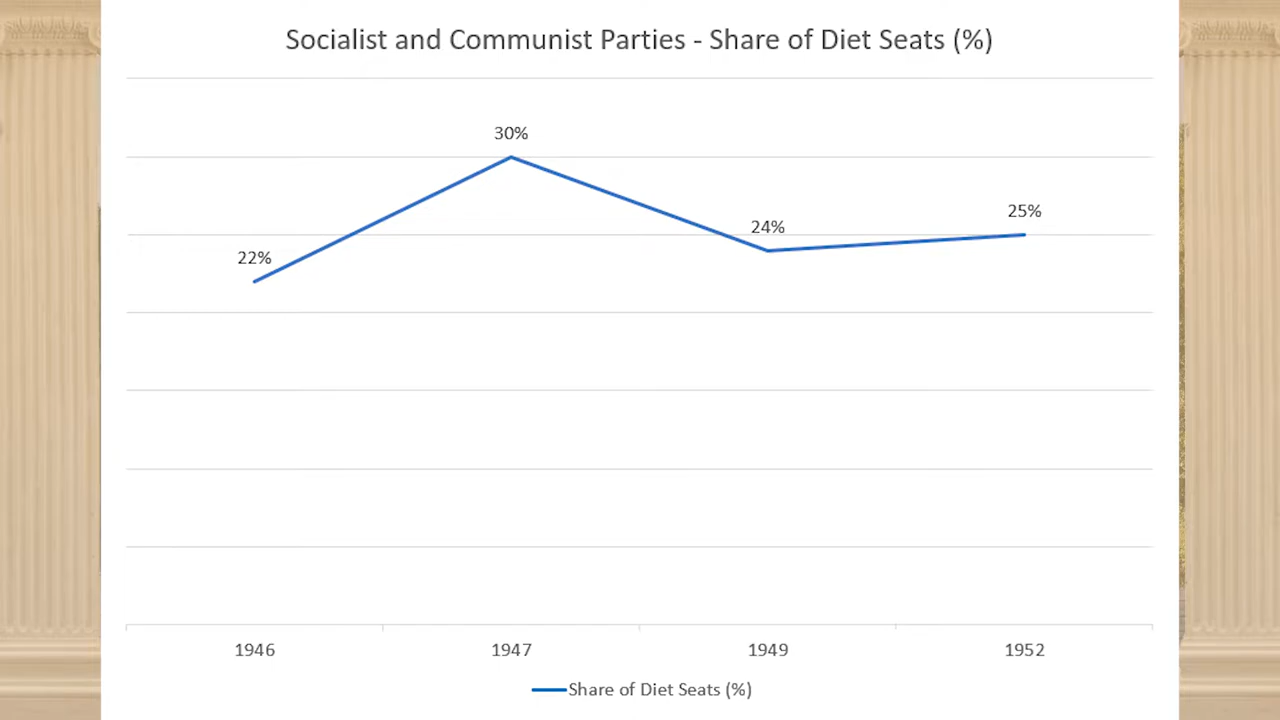 Socialist and Communist Parties - Share of Diet Seats (%)
30%
25%
24%
22%
1946 1947 1949 1952
Share of Diet Seats (%)